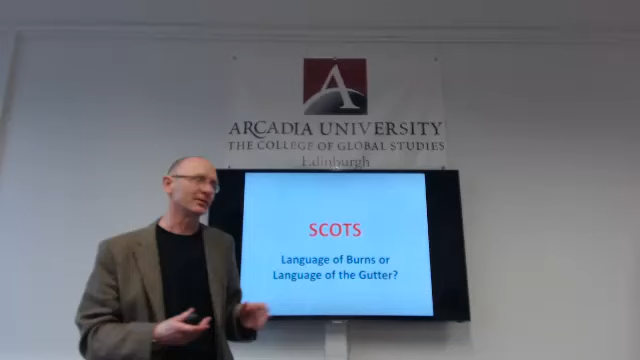 A
ARCADIA UNIVERSITY
THE COLLEGE OF GLOBAL STUDIES
Edinburgh
SCOTS
Language of Burns or
Language of the Gutter?